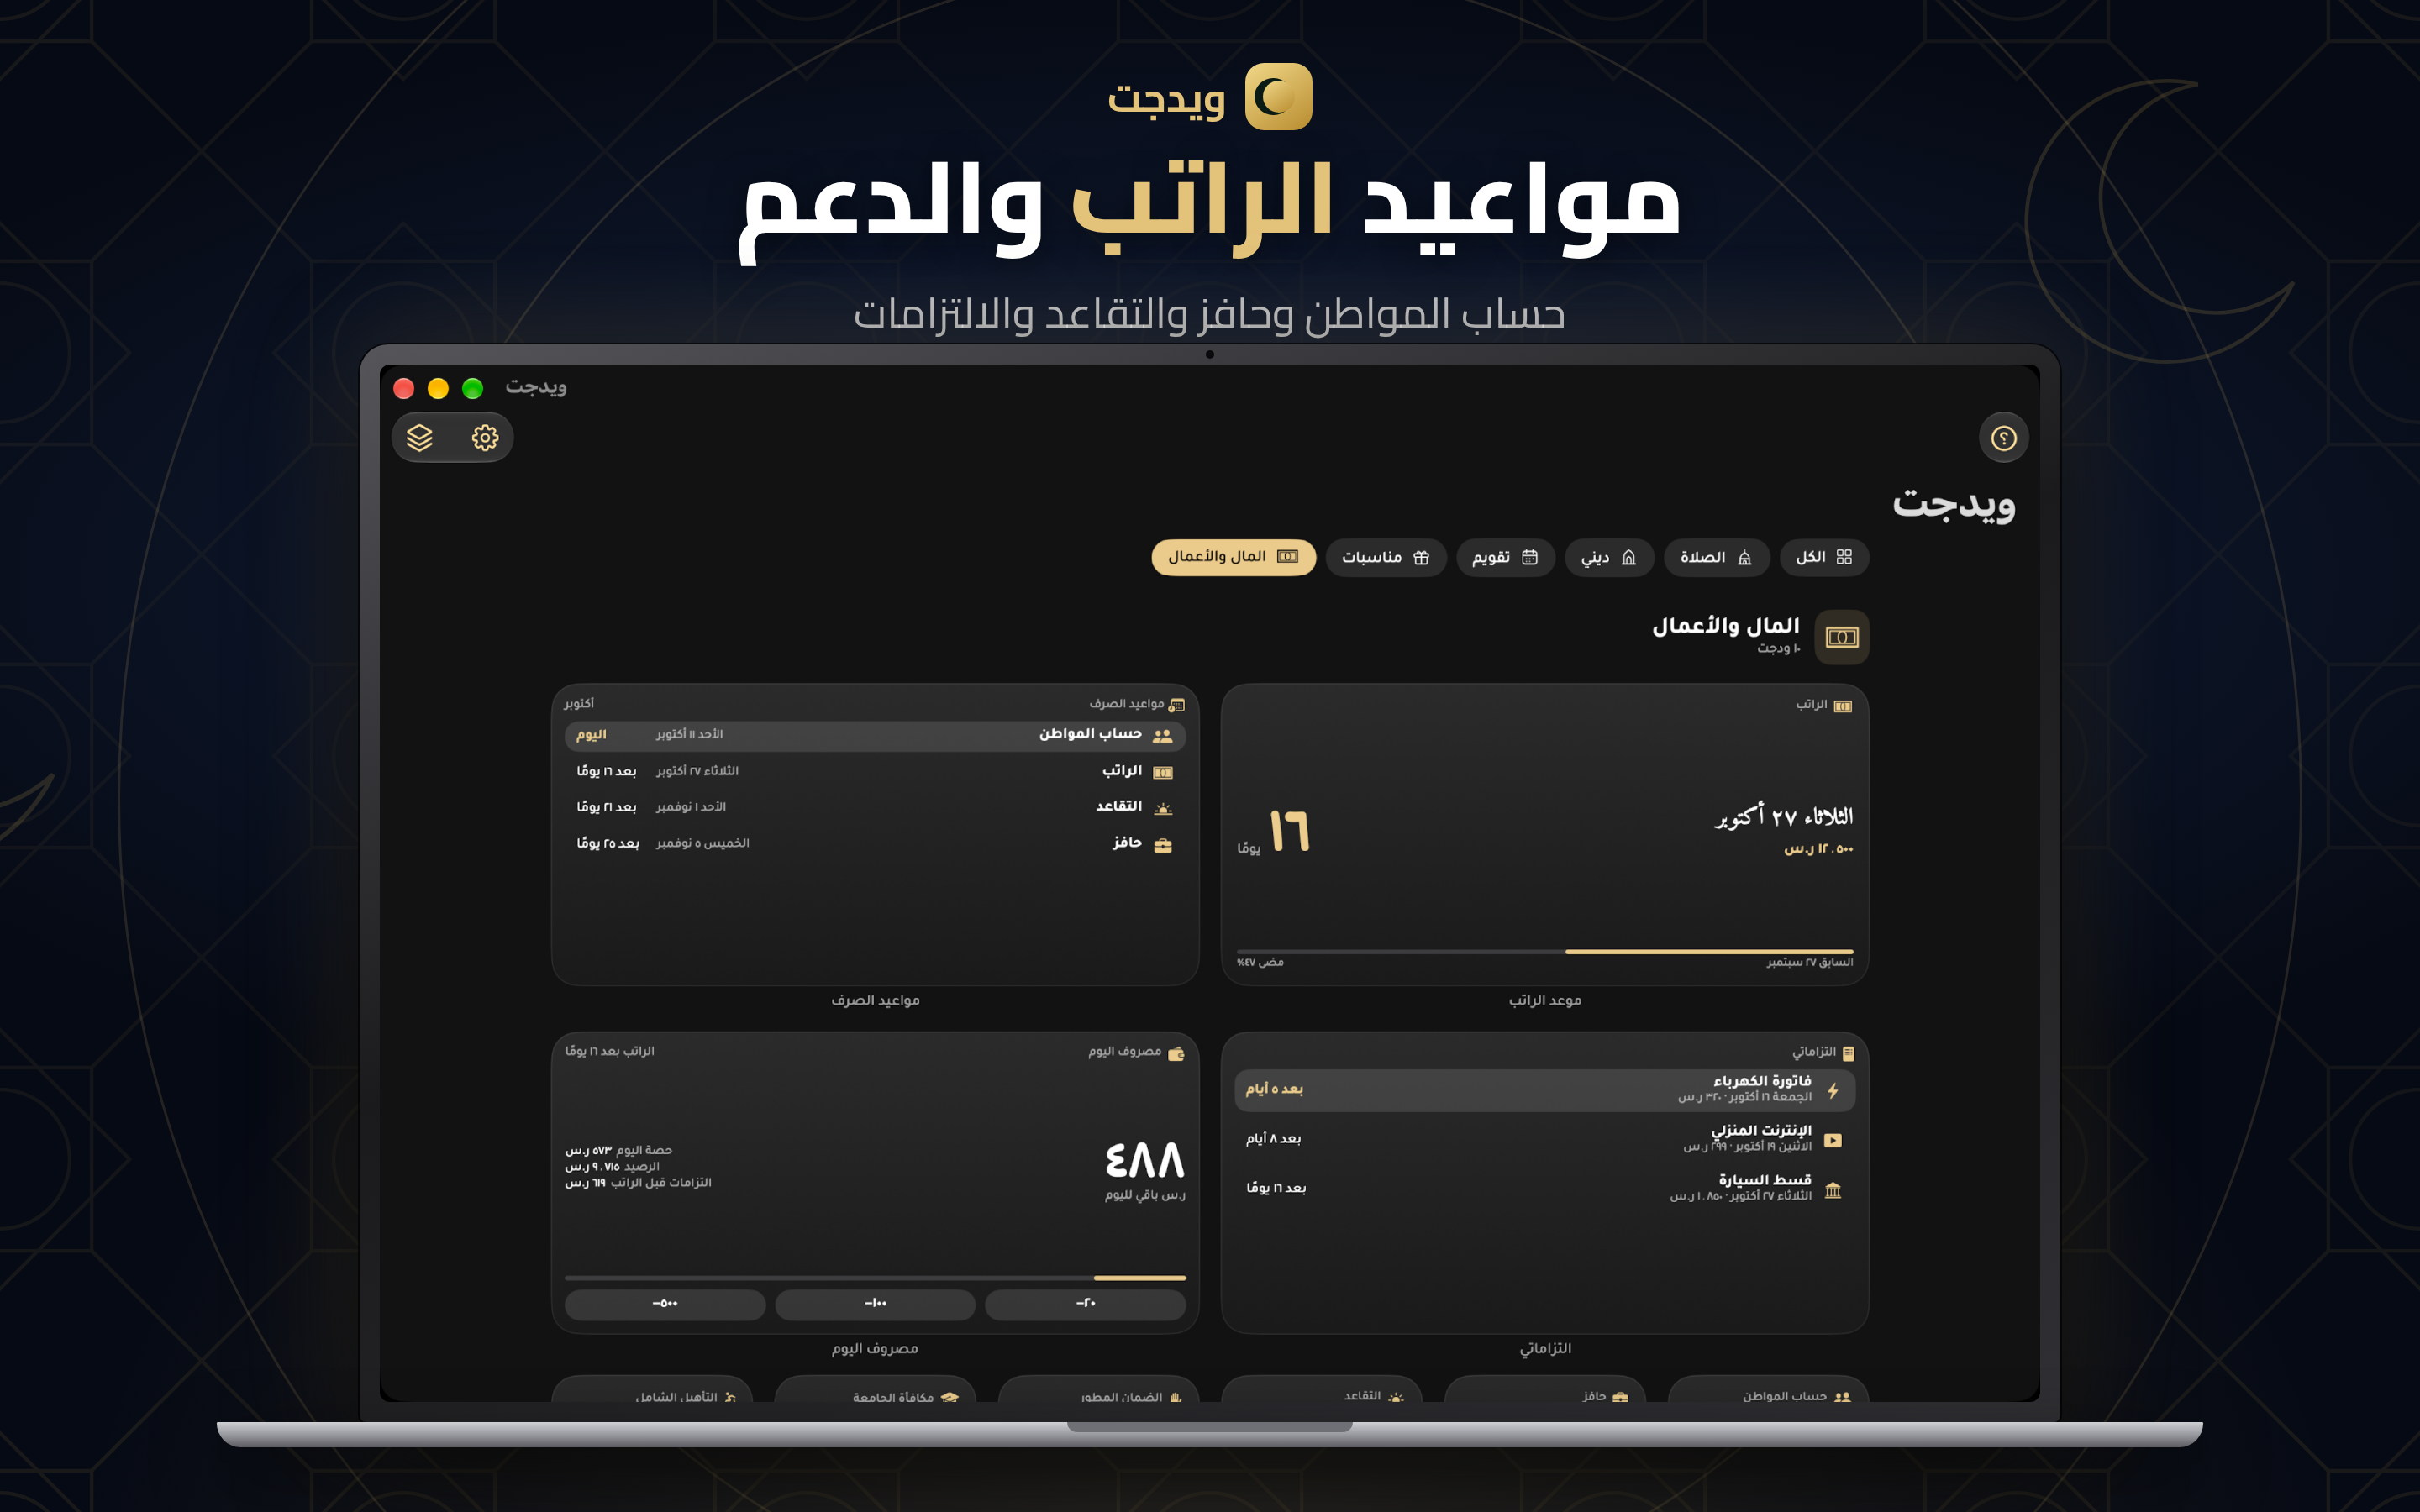 ويدجت
مواعيد الراتب والدعم
حساب المواطن وحافز والتقاعد والالتزامات
ويدجت
؟
ويدجت
الكل
الصلاة
ديني
تقويم
مناسبات
المال والأعمال
المال والأعمال
١٠ ودجت
الراتب
الثلاثاء ٢٧ أكتوبر
١٢٬٥٠٠ ر.س
١٦ يومًا
السابق ٢٧ سبتمبر
مضى ٤٧%
موعد الراتب
مواعيد الصرف
أكتوبر
حساب المواطن الأحد ١١ أكتوبر اليوم
الراتب الثلاثاء ٢٧ أكتوبر بعد ١٦ يومًا
التقاعد الأحد ١ نوفمبر بعد ٢١ يومًا
حافز الخميس ٥ نوفمبر بعد ٢٥ يومًا
مواعيد الصرف
التزاماتي
فاتورة الكهرباء
الجمعة ١٦ أكتوبر · ٣٢٠ ر.س
بعد ٥ أيام
الإنترنت المنزلي
الاثنين ١٩ أكتوبر · ٢٩٩ ر.س
بعد ٨ أيام
قسط السيارة
الثلاثاء ٢٧ أكتوبر · ١٬٨٥٠ ر.س
بعد ١٦ يومًا
التزاماتي
مصروف اليوم
الراتب بعد ١٦ يومًا
٤٨٨
ر.س باقي لليوم
حصة اليوم ٥٧٣ ر.س
الرصيد ٩٬٧١٥ ر.س
التزامات قبل الراتب ٦١٩ ر.س
−٢٠
−١٠٠
−٥٠٠
مصروف اليوم
حساب المواطن
حافز
التقاعد
الضمان المطور
مكافأة الجامعة
التأهيل الشامل